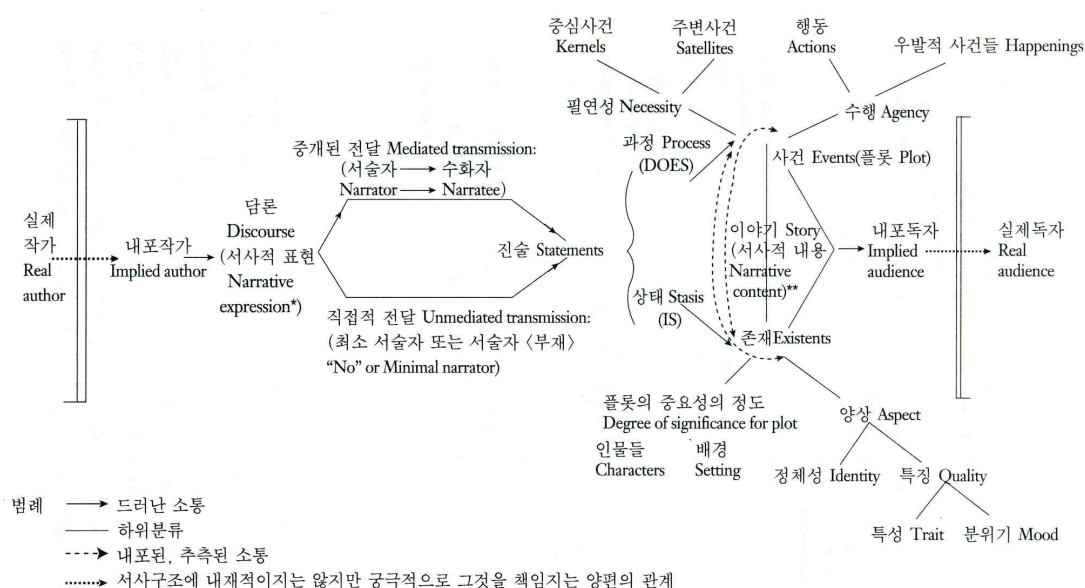 중심사건
Kernels
주변사건
Satellites
행동
Actions
우발적 사건들 Happenings
필연성 Necessity
수행 Agency
과정 Process
(DOES)
사건 Events(플롯 Plot)
중개된 전달 Mediated transmission:
(서술자 → 수화자
Narrator → Narratee)
실제
작가
Real
author
내포작가
Implied author
담론
Discourse
(서사적 표현
Narrative
expression*)
진술 Statements
이야기 Story
(서사적 내용
Narrative
content)**
내포독자
Implied
audience
실제독자
Real
audience
상태 Stasis
(IS)
직접적 전달 Unmediated transmission:
(최소 서술자 또는 서술자 〈부재〉
“No” or Minimal narrator)
존재Existents
플롯의 중요성의 정도
Degree of significance for plot
인물들
Characters
배경
Setting
양상 Aspect
정체성 Identity
특징 Quality
특성 Trait
분위기 Mood
범례
드러난 소통
하위분류
내포된, 추측된 소통
서사구조에 내재적이지는 않지만 궁극적으로 그것을 책임지는 양편의 관계